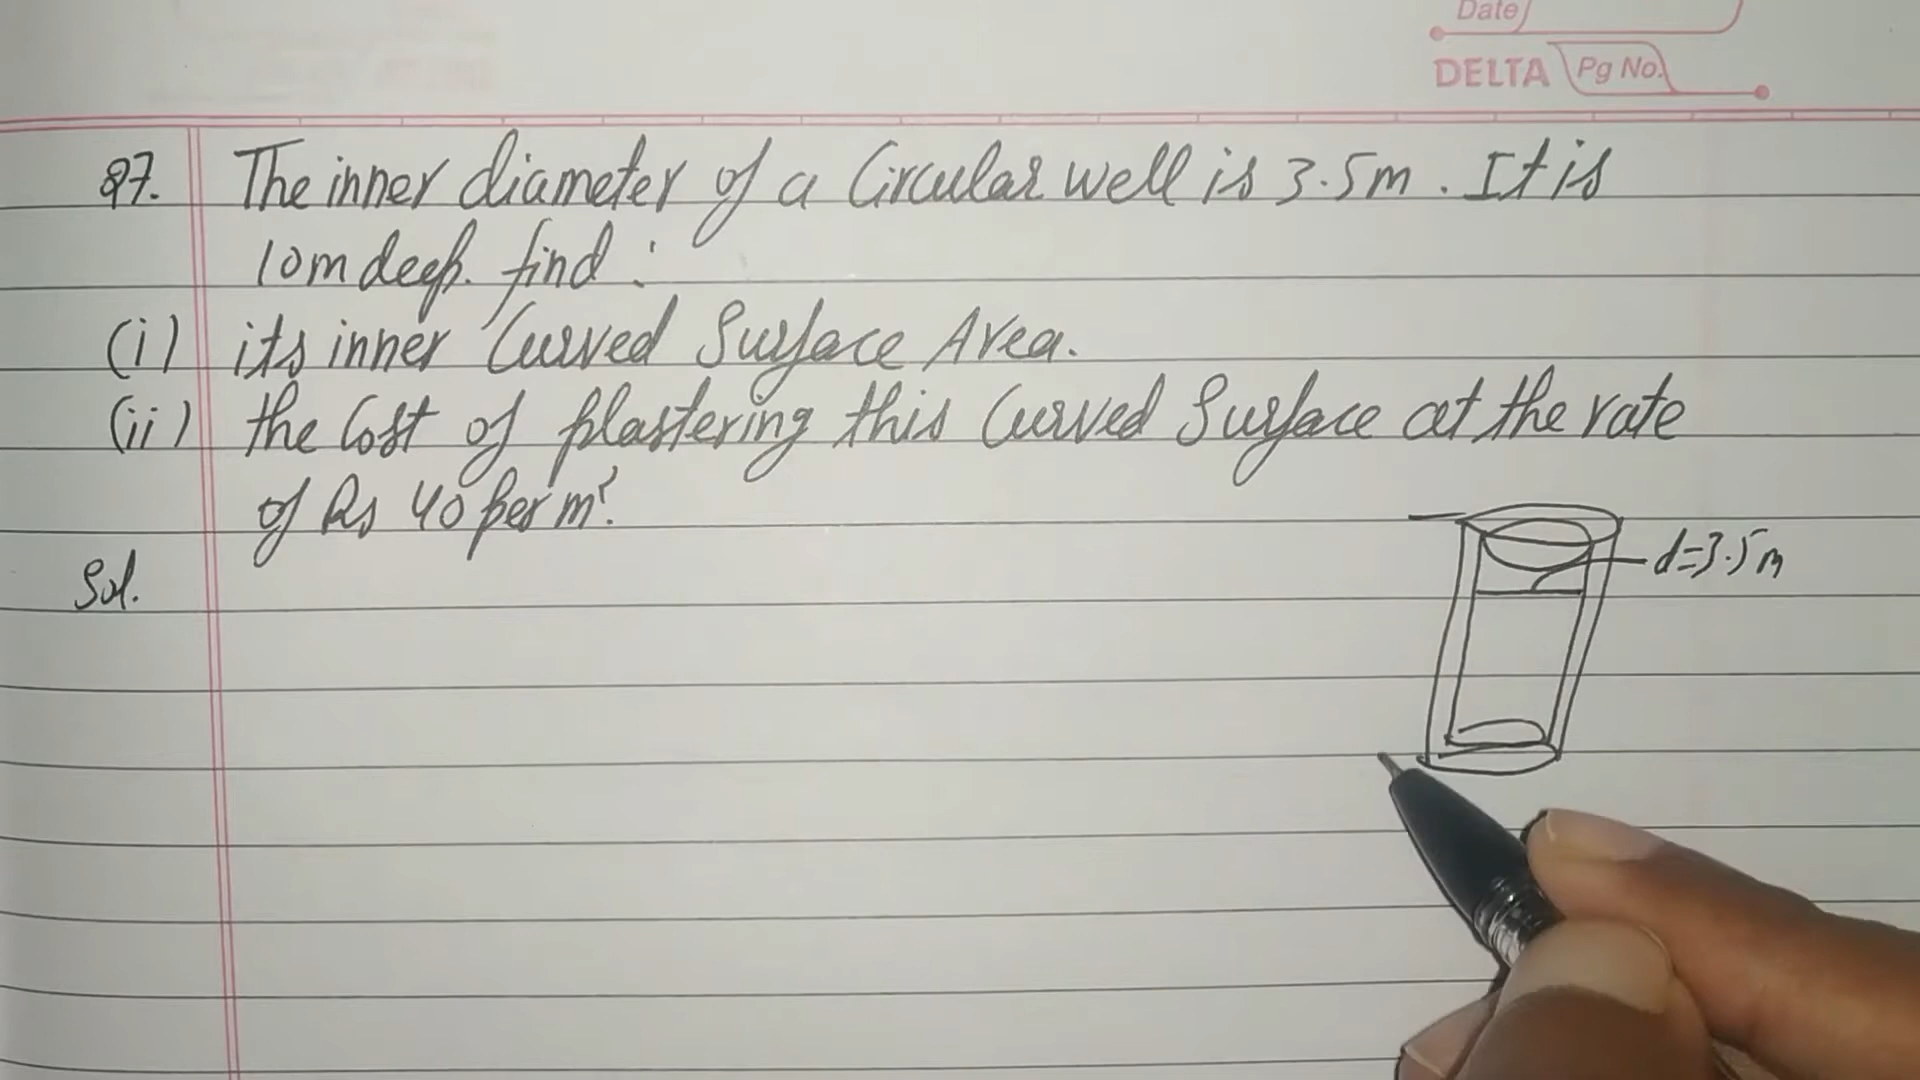 Date
DELTA Pg No.
Q7. The inner diameter of a Circular well is 3.5m. It is
10m deep. find :
(i) its inner Curved Surface Area.
(ii) the Cost of plastering this Curved Surface at the rate
of Rs 40 per m².
d=3.5m
Sol.